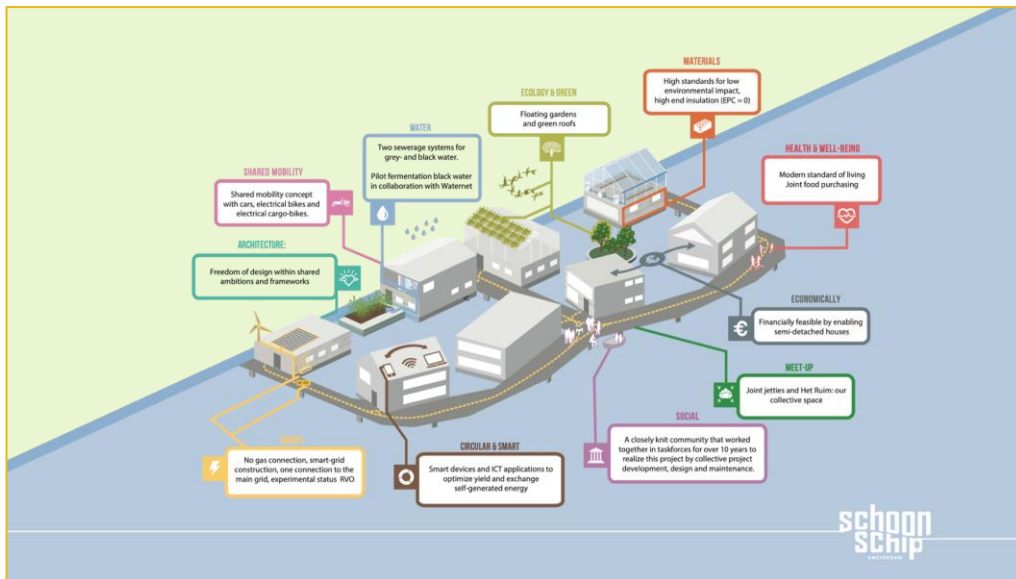 MATERIALS
High standards for low
environmental impact,
high end insulation (EPC = 0)
ECOLOGY & GREEN
Floating gardens
and green roofs
WATER
Two sewerage systems for
grey- and black water.
Pilot fermentation black water
in collaboration with Waternet
HEALTH & WELL-BEING
Modern standard of living
Joint food purchasing
SHARED MOBILITY
Shared mobility concept
with cars, electrical bikes and
electrical cargo-bikes.
ARCHITECTURE:
Freedom of design within shared
ambitions and frameworks
ECONOMICALLY
€
Financially feasible by enabling
semi-detached houses
MEET-UP
Joint jetties and Het Ruim: our
collective space
SOCIAL
A closely knit community that worked
together in taskforces for over 10 years to
realize this project by collective project
development, design and maintenance.
ENERGY
No gas connection, smart-grid
construction, one connection to the
main grid, experimental status RVO
CIRCULAR & SMART
Smart devices and ICT applications to
optimize yield and exchange
self-generated energy
schoon
schip
AMSTERDAM